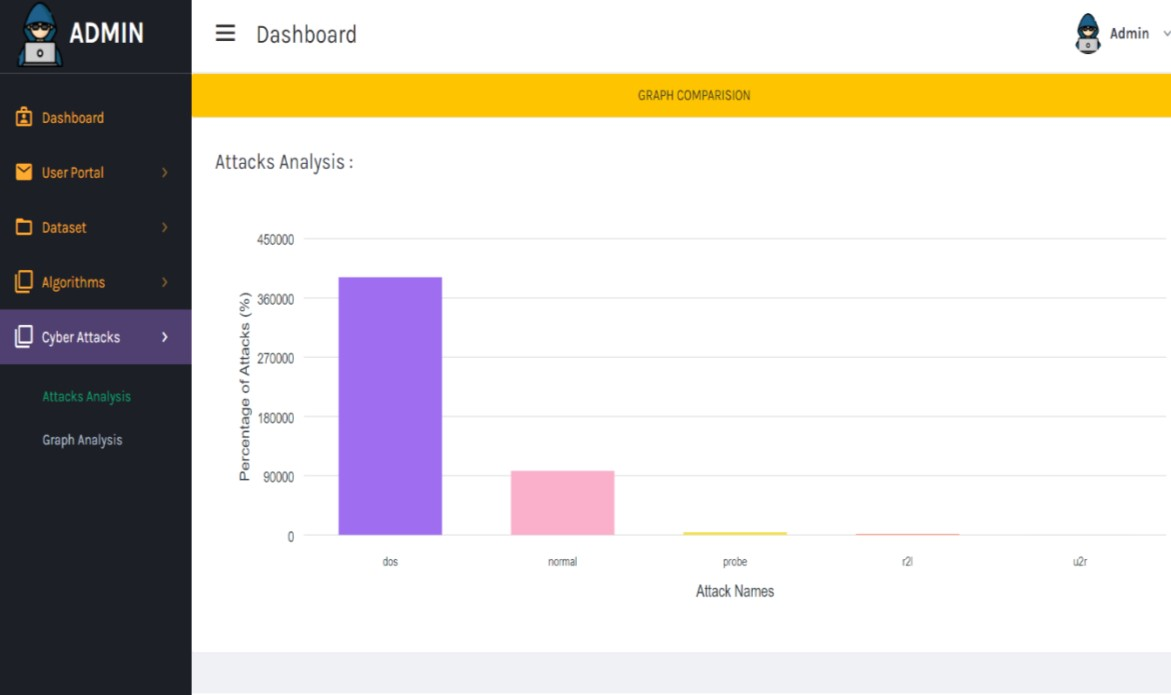 ADMIN
Dashboard
Admin
GRAPH COMPARISION
Dashboard
User Portal
Dataset
Algorithms
Cyber Attacks
Attacks Analysis
Graph Analysis
Attacks Analysis :
Percentage of Attacks (%)
450000
360000
270000
180000
90000
0
dos normal probe r2l u2r
Attack Names